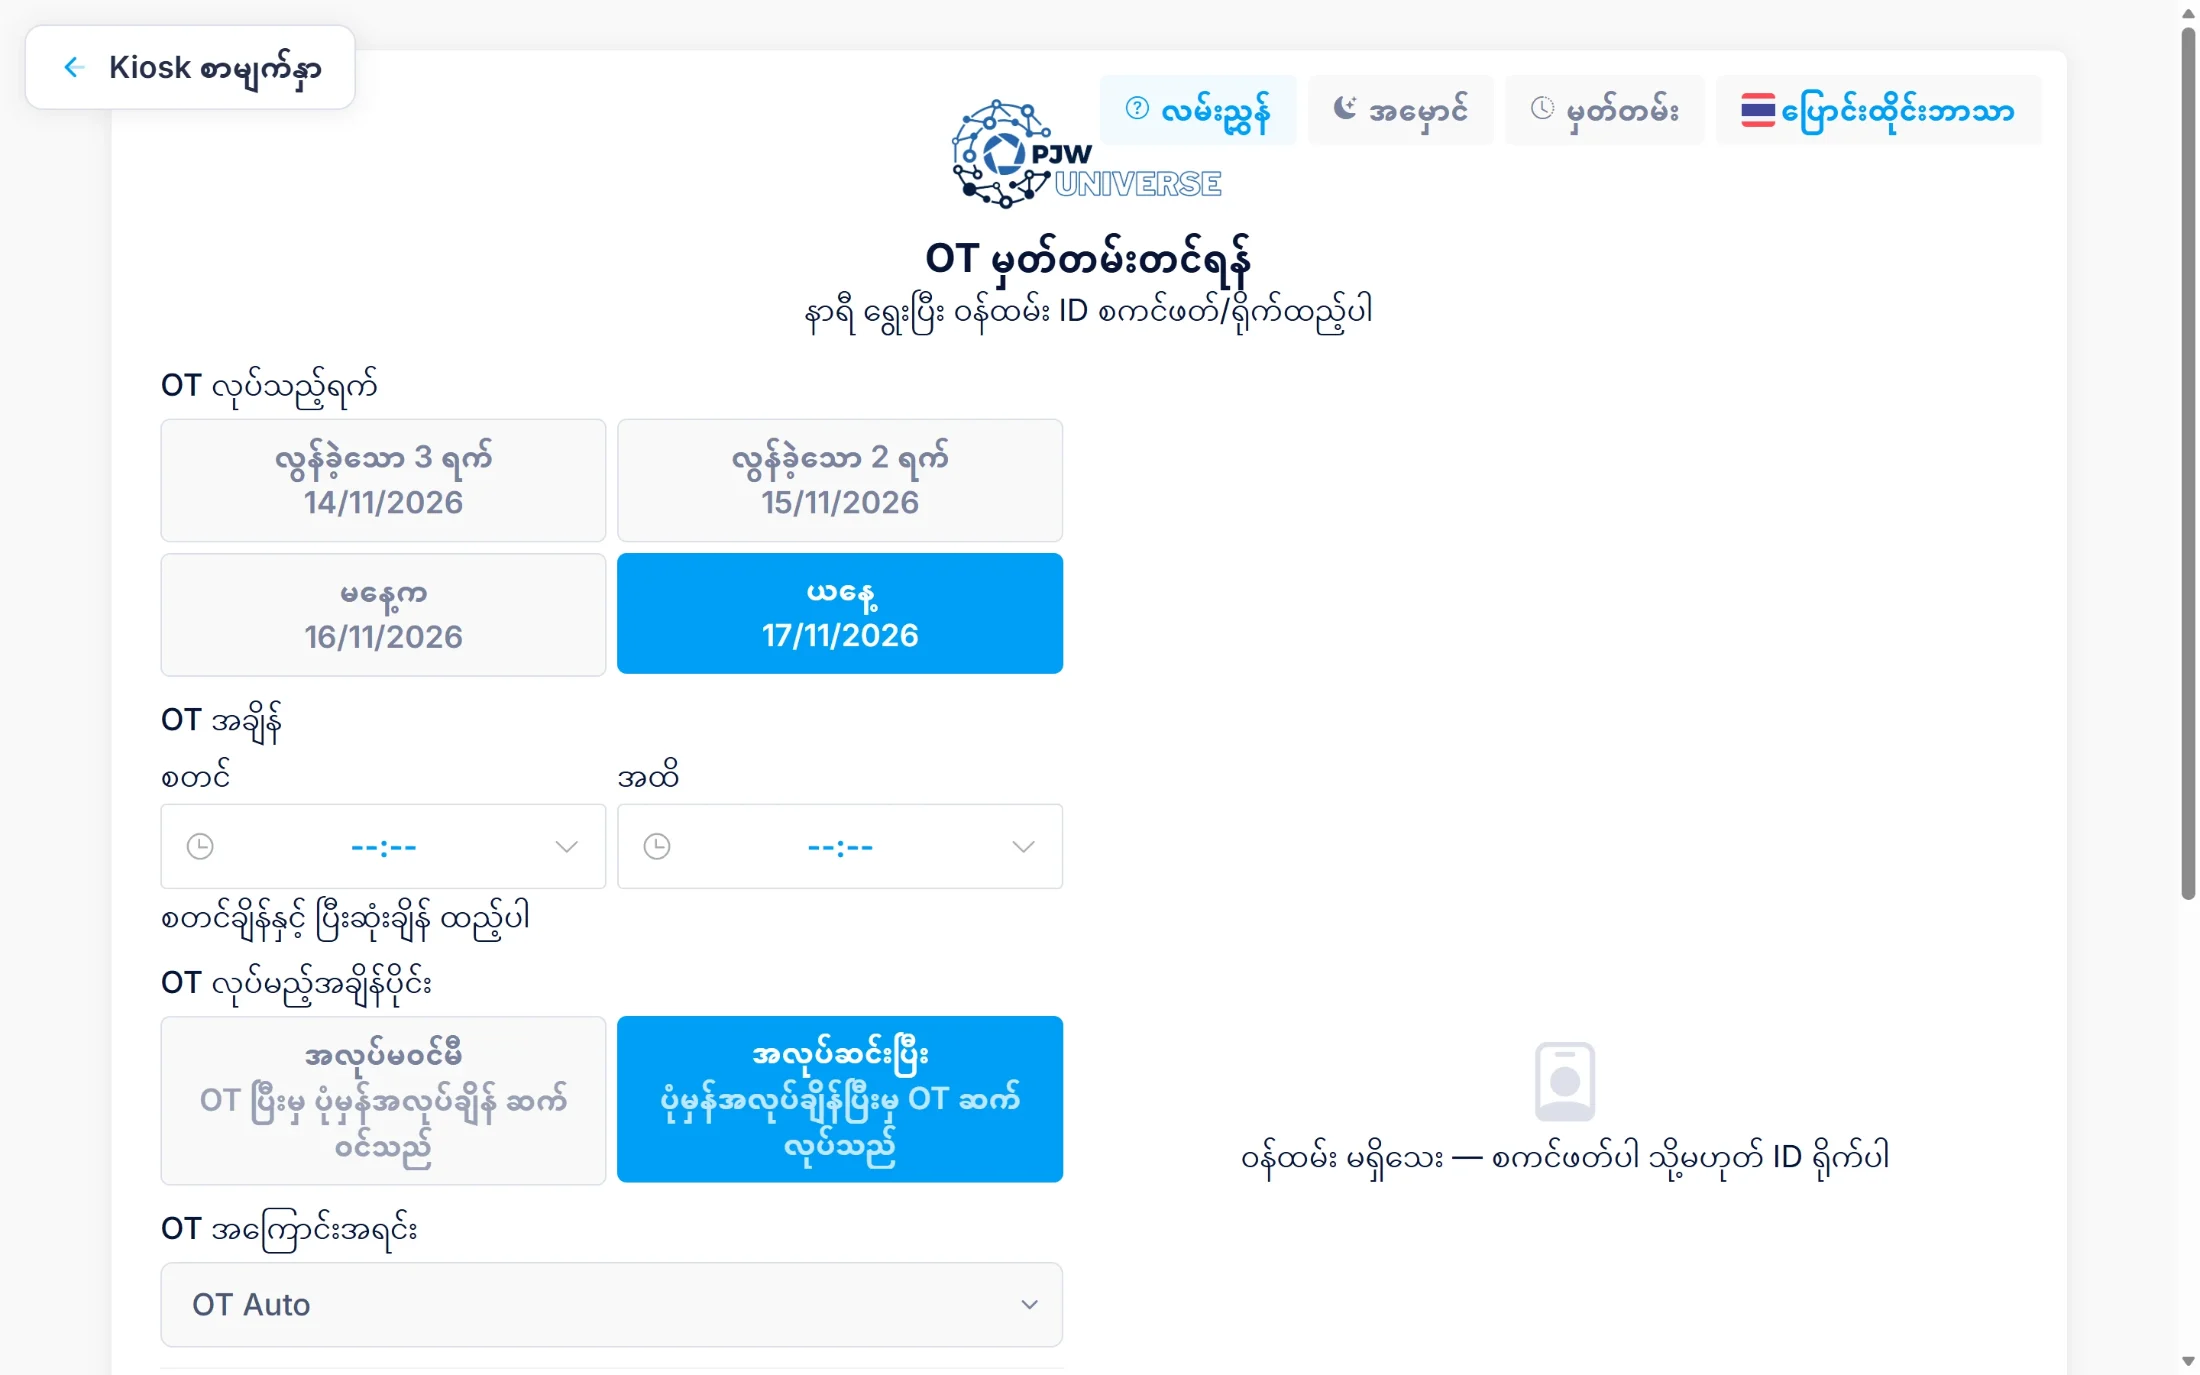 Kiosk စာမျက်နှာ
လမ်းညွှန်
အမှောင်
မှတ်တမ်း
ပြောင်းထိုင်းဘာသာ
PJW
UNIVERSE
OT မှတ်တမ်းတင်ရန်
နာရီ ရွေးပြီး ဝန်ထမ်း ID စကင်ဖတ်/ရိုက်ထည့်ပါ
OT လုပ်သည့်ရက်
လွန်ခဲ့သော 3 ရက်
14/11/2026
လွန်ခဲ့သော 2 ရက်
15/11/2026
မနေ့က
16/11/2026
ယနေ့
17/11/2026
OT အချိန်
စတင်
အထိ
--:--
--:--
စတင်ချိန်နှင့် ပြီးဆုံးချိန် ထည့်ပါ
OT လုပ်မည့်အချိန်ပိုင်း
အလုပ်မဝင်မီ
OT ပြီးမှ ပုံမှန်အလုပ်ချိန် ဆက်
ဝင်သည်
အလုပ်ဆင်းပြီး
ပုံမှန်အလုပ်ချိန်ပြီးမှ OT ဆက်
လုပ်သည်
ဝန်ထမ်း မရှိသေး — စကင်ဖတ်ပါ သို့မဟုတ် ID ရိုက်ပါ
OT အကြောင်းအရင်း
OT Auto